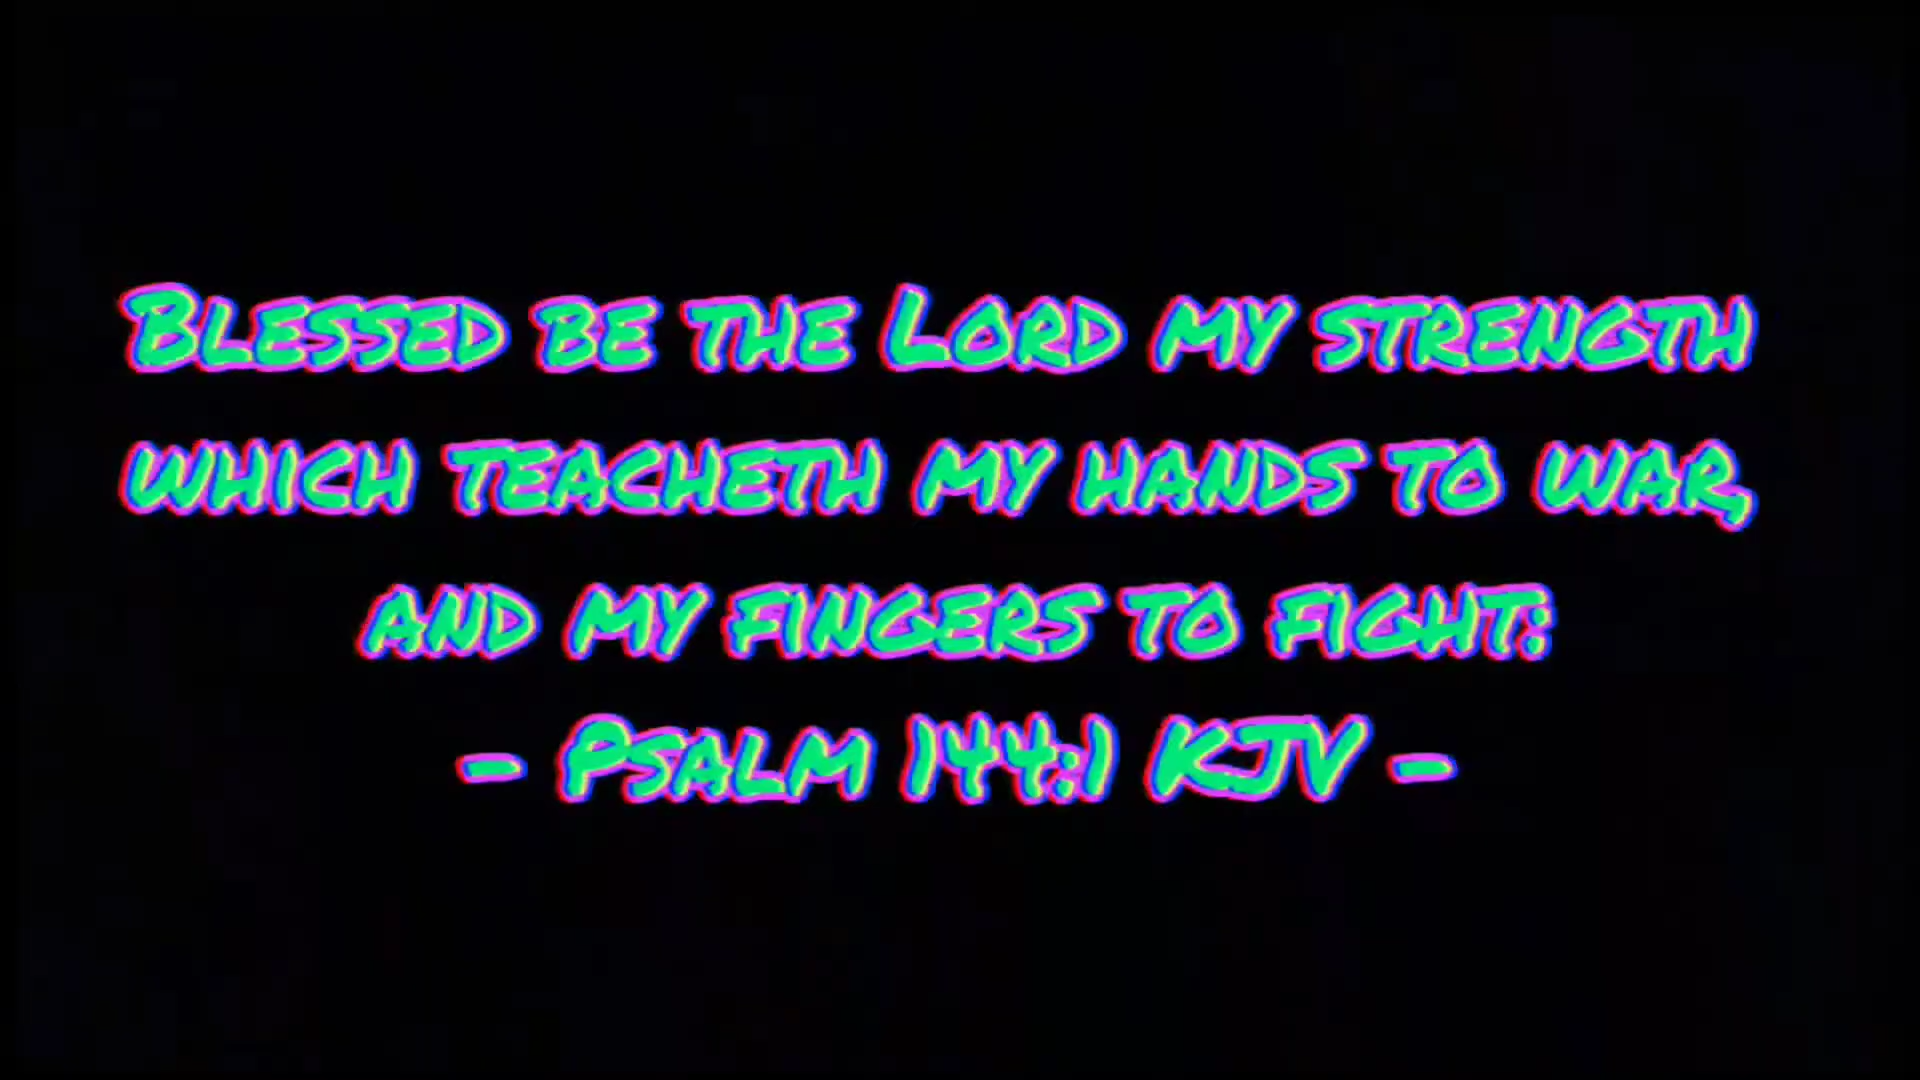 Blessed be the Lord my strength
which teacheth my hands to war,
and my fingers to fight:
- Psalm 144:1 KJV -